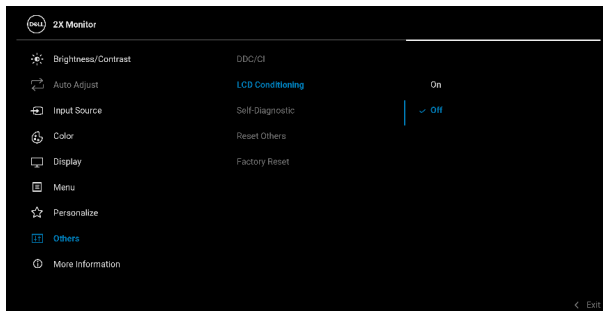 DELL 2X Monitor
Brightness/Contrast DDC/CI
Auto Adjust LCD Conditioning On
Input Source Self-Diagnostic Off
Color Reset Others
Display Factory Reset
Menu
Personalize
Others
More Information
Exit